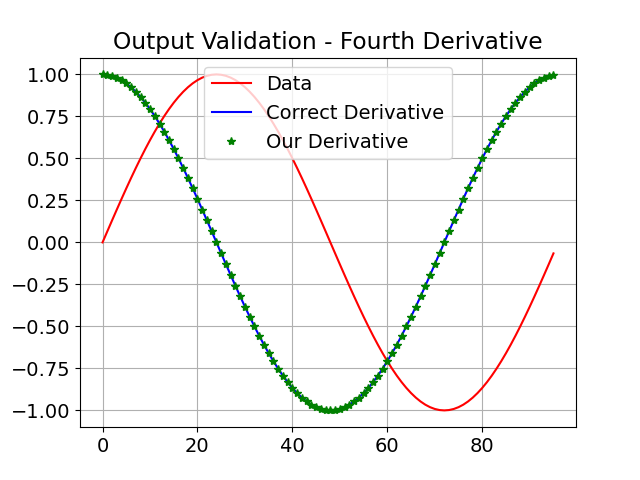 Output Validation - Fourth Derivative
1.00
0.75
0.50
0.25
0.00
−0.25
−0.50
−0.75
−1.00
Data
Correct Derivative
Our Derivative
0 20 40 60 80